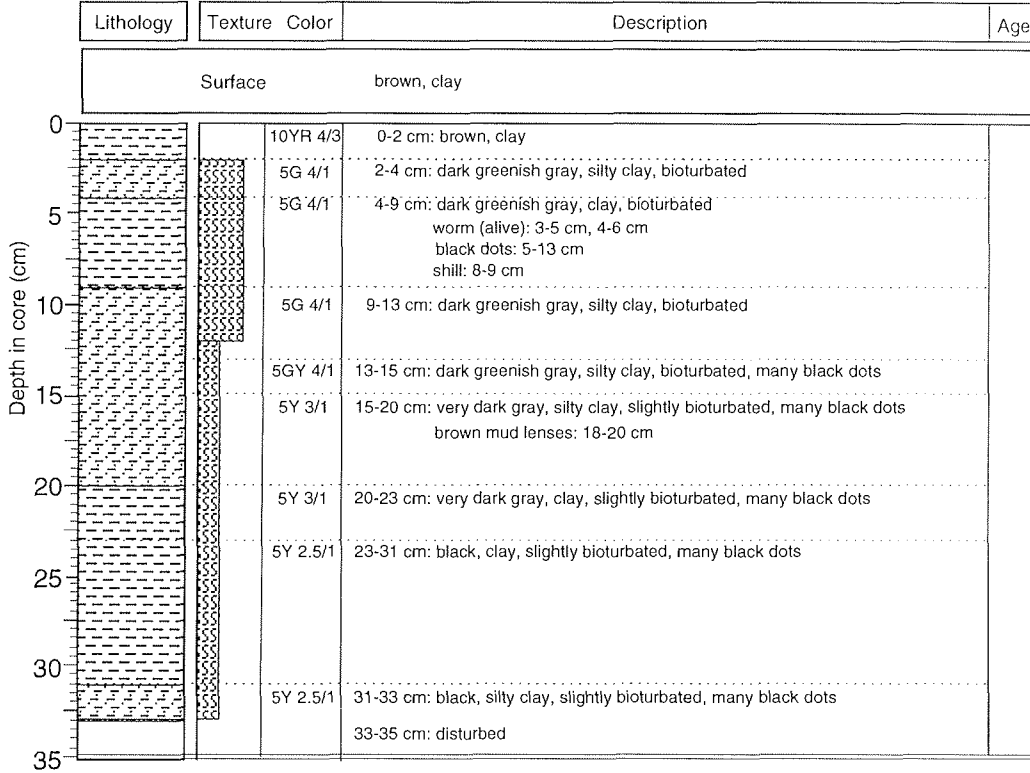 Lithology Texture Color Description Age
Surface brown, clay
0 10YR 4/3 0-2 cm: brown, clay
5G 4/1 2-4 cm: dark greenish gray, silty clay, bioturbated
5G 4/1 4-9 cm: dark greenish gray, clay, bioturbated
5 worm (alive): 3-5 cm, 4-6 cm
black dots: 5-13 cm
shill: 8-9 cm
10 5G 4/1 9-13 cm: dark greenish gray, silty clay, bioturbated
5GY 4/1 13-15 cm: dark greenish gray, silty clay, bioturbated, many black dots
15 5Y 3/1 15-20 cm: very dark gray, silty clay, slightly bioturbated, many black dots
brown mud lenses: 18-20 cm
20 5Y 3/1 20-23 cm: very dark gray, clay, slightly bioturbated, many black dots
5Y 2.5/1 23-31 cm: black, clay, slightly bioturbated, many black dots
25
30
5Y 2.5/1 31-33 cm: black, silty clay, slightly bioturbated, many black dots
33-35 cm: disturbed
35
Depth in core (cm)